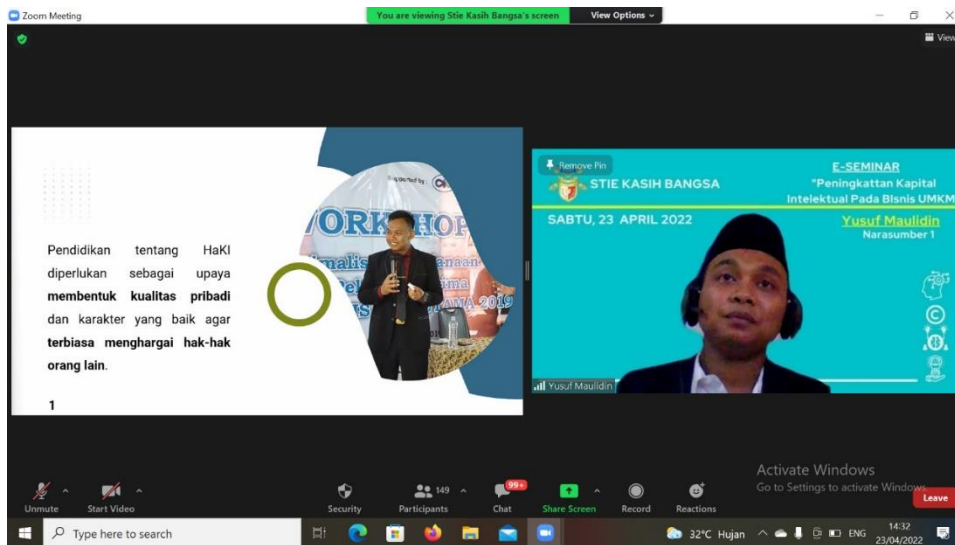 Zoom Meeting
You are viewing Stie Kasih Bangsa's screen
View Options
View
Pendidikan tentang HaKI
diperlukan sebagai upaya
membentuk kualitas pribadi
dan karakter yang baik agar
terbiasa menghargai hak-hak
orang lain.
1
WORKSHOP
2019
Remove Pin
STIE KASIH BANGSA
SABTU, 23 APRIL 2022
E-SEMINAR
"Peningkattan Kapital
Intelektual Pada BIsnis UMKM
Yusuf Maulidin
Narasumber 1
Yusuf Maulidin
Activate Windows
Go to Settings to activate Windows.
Unmute
Start Video
Security
149
Participants
99+
Chat
Share Screen
Record
Reactions
Leave
Type here to search
32°C Hujan
ENG
14:32
23/04/2022